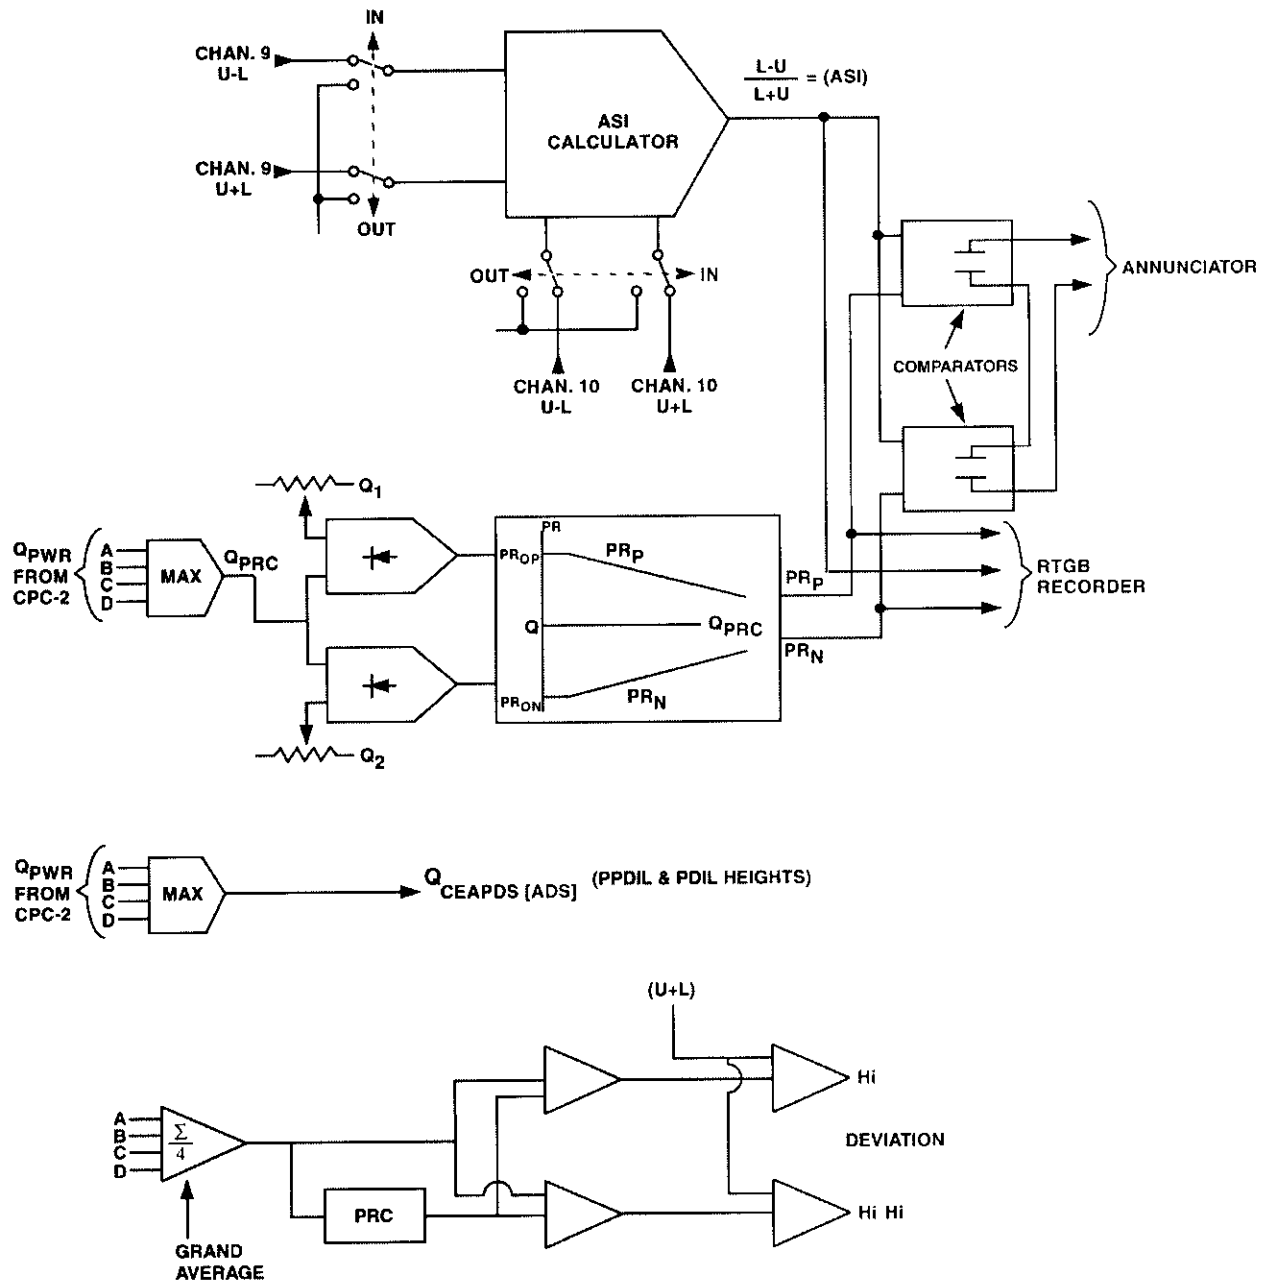 IN
CHAN. 9
U-L
CHAN. 9
U+L
OUT
ASI
CALCULATOR
L-U
L+U
= (ASI)
OUT
IN
CHAN. 10
U-L
CHAN. 10
U+L
ANNUNCIATOR
COMPARATORS
Q1
QPWR
FROM
CPC-2
A
B
C
D
MAX
QPRC
PR
PROP
PRP
Q
QPRC
PRON
PRN
PRP
PRN
RTGB
RECORDER
Q2
QPWR
FROM
CPC-2
A
B
C
D
MAX
QCEAPDS [ADS] (PPDIL & PDIL HEIGHTS)
(U+L)
Hi
A
B
C
D
Σ
4
DEVIATION
PRC
Hi Hi
GRAND
AVERAGE